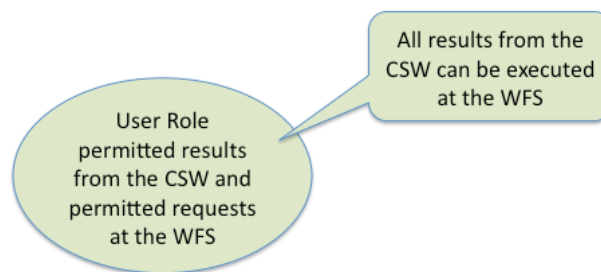 All results from the
CSW can be executed
at the WFS
User Role
permitted results
from the CSW and
permitted requests
at the WFS